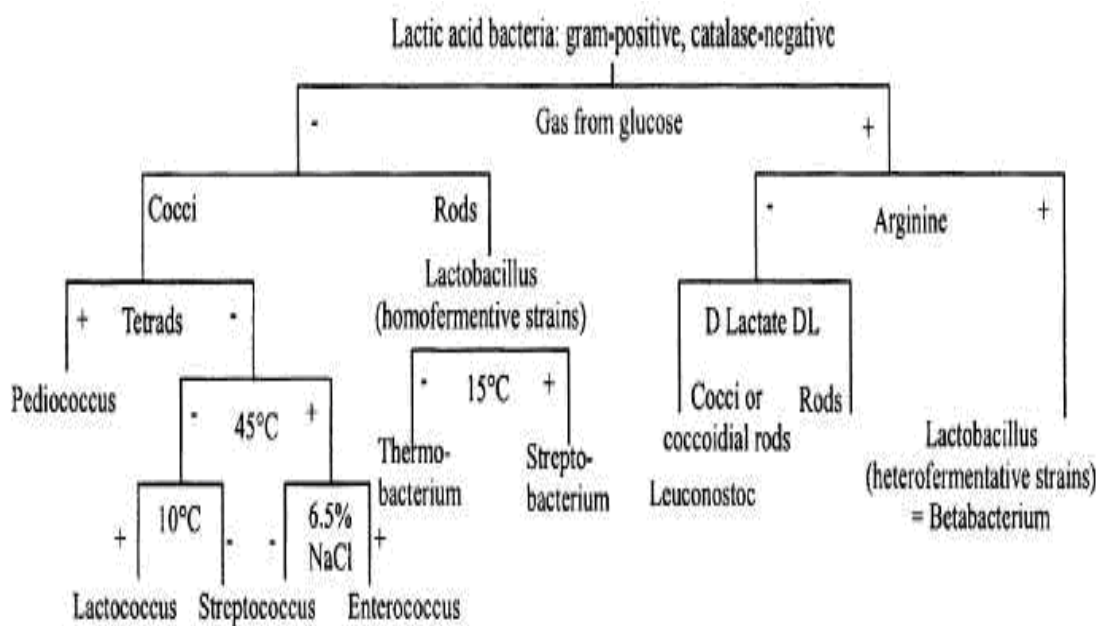 Lactic acid bacteria: gram-positive, catalase-negative
- Gas from glucose +
Cocci Rods
- Arginine +
Lactobacillus
(homofermentive strains)
+ Tetrads -
D Lactate DL
- 15°C +
Pediococcus
- 45°C +
Cocci or
coccoidial rods
Rods
Thermo-
bacterium
Strepto-
bacterium
Leuconostoc
Lactobacillus
(heterofermentative strains)
= Betabacterium
+ 10°C -
- 6.5%
NaCl +
Lactococcus Streptococcus Enterococcus